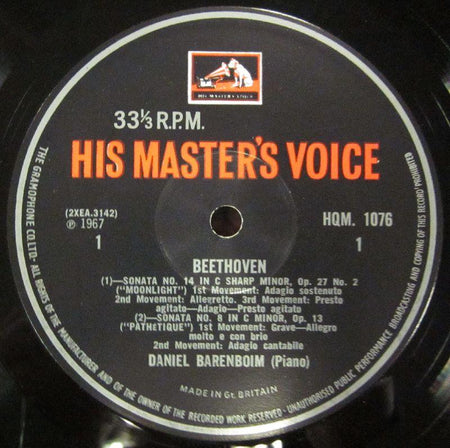 HIS MASTER'S VOICE
33⅓ R.P.M.
HIS MASTER'S VOICE
(2XEA.3142)
℗ 1967
1
HQM. 1076
1
BEETHOVEN
(1)—SONATA NO. 14 IN C SHARP MINOR, Op. 27 No. 2
("MOONLIGHT") 1st Movement: Adagio sostenuto
2nd Movement: Allegretto. 3rd Movement: Presto
agitato—Adagio—Presto agitato
(2)—SONATA NO. 8 IN C MINOR, Op. 13
("PATHETIQUE") 1st Movement: Grave—Allegro
molto e con brio
2nd Movement: Adagio cantabile
DANIEL BARENBOIM (Piano)
MADE IN Gt. BRITAIN
THE GRAMOPHONE CO. LTD· ALL RIGHTS OF THE MANUFACTURER AND OF THE OWNER OF THE RECORDED WORK RESERVED · UNAUTHORISED PUBLIC PERFORMANCE BROADCASTING AND COPYING OF THIS RECORD PROHIBITED